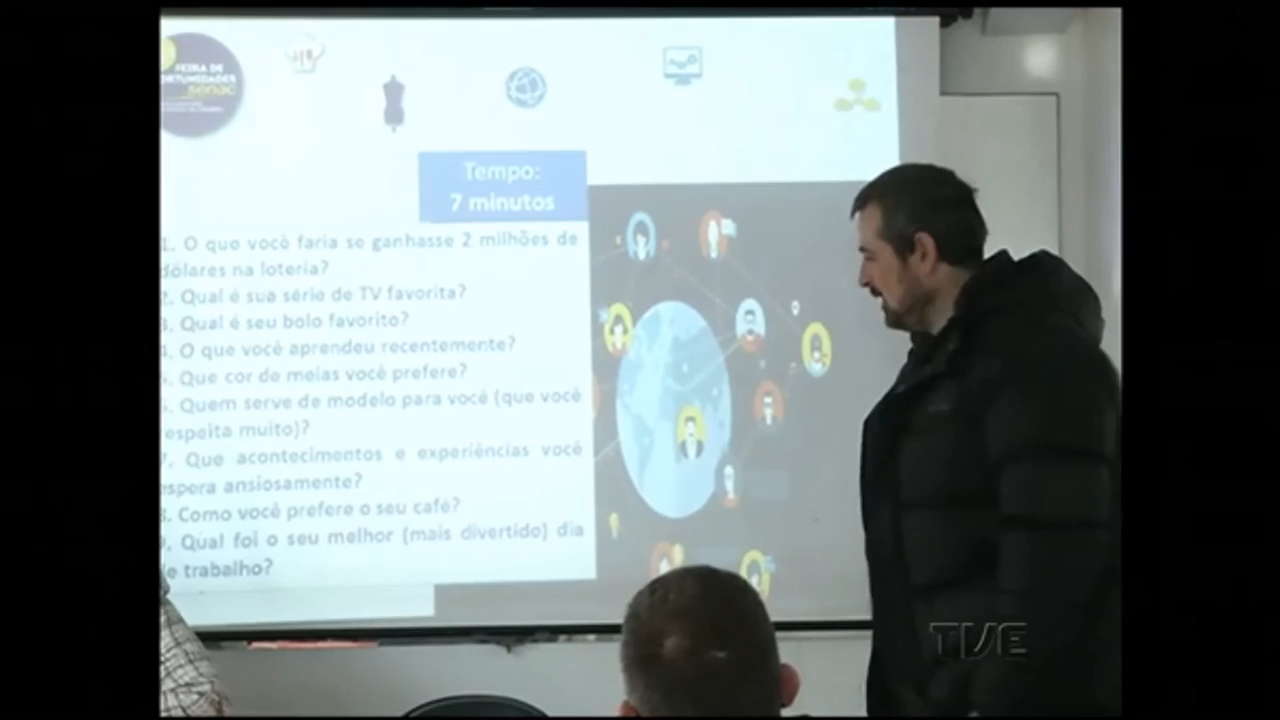 FEIRA DE
ORTUNIDADES
senac
Tempo:
7 minutos
1. O que você faria se ganhasse 2 milhões de
dólares na loteria?
2. Qual é sua série de TV favorita?
3. Qual é seu bolo favorito?
4. O que você aprendeu recentemente?
5. Que cor de meias você prefere?
6. Quem serve de modelo para você (que você
espeita muito)?
7. Que acontecimentos e experiências você
espera ansiosamente?
8. Como você prefere o seu café?
9. Qual foi o seu melhor (mais divertido) dia
de trabalho?
TVE